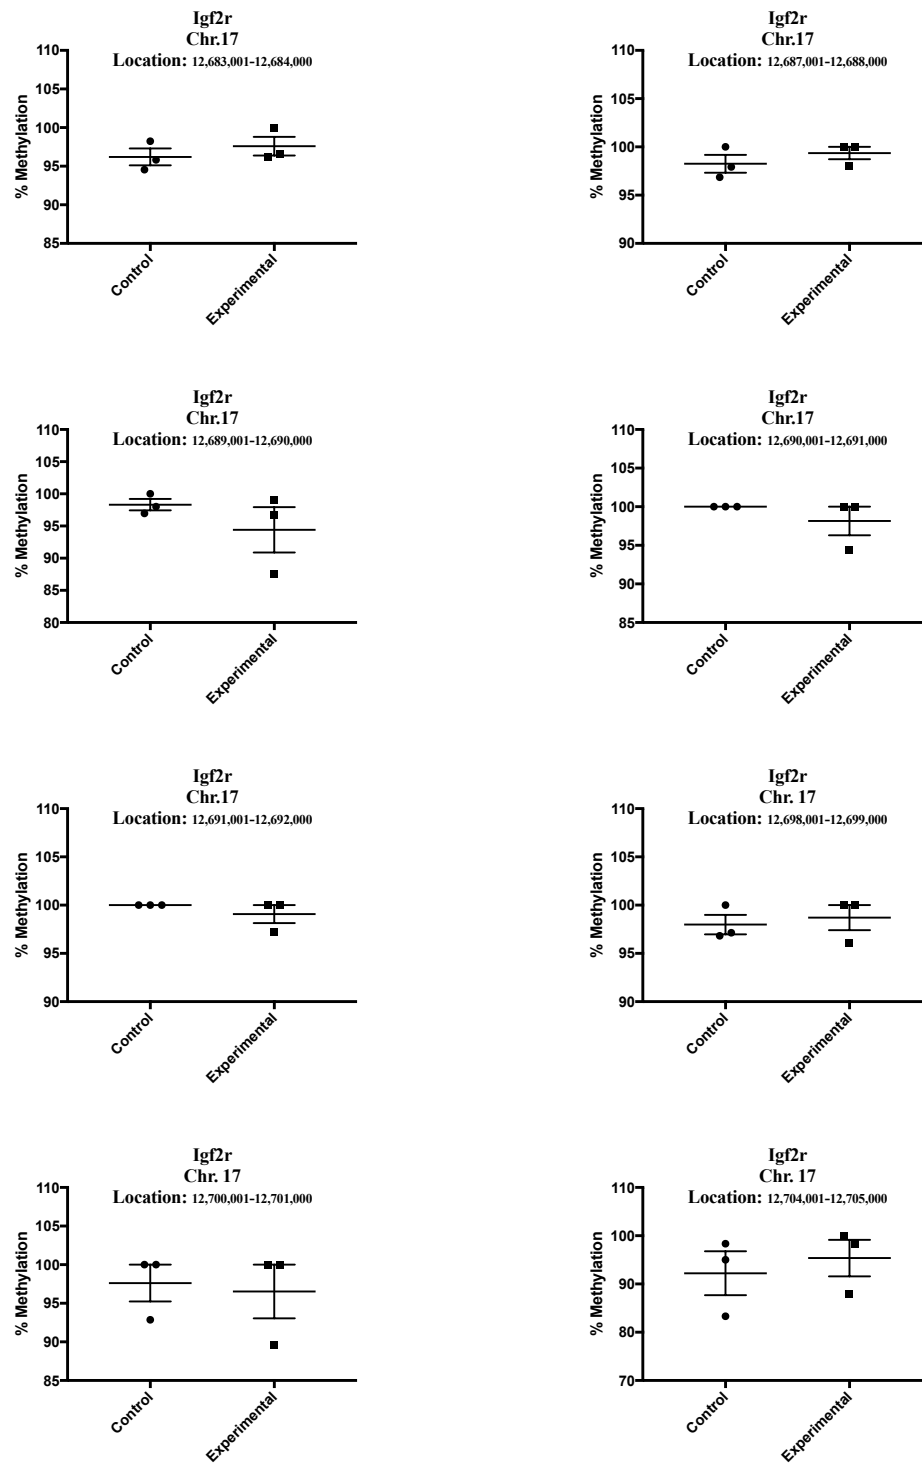 Igf2r
Chr.17
Location: 12,683,001-12,684,000
110
105
100
95
90
85
% Methylation
Control
Experimental
Igf2r
Chr.17
Location: 12,687,001-12,688,000
110
105
100
95
90
% Methylation
Control
Experimental
Igf2r
Chr.17
Location: 12,689,001-12,690,000
110
105
100
95
90
85
80
% Methylation
Control
Experimental
Igf2r
Chr.17
Location: 12,690,001-12,691,000
110
105
100
95
90
85
% Methylation
Control
Experimental
Igf2r
Chr.17
Location: 12,691,001-12,692,000
110
105
100
95
90
% Methylation
Control
Experimental
Igf2r
Chr. 17
Location: 12,698,001-12,699,000
110
105
100
95
90
% Methylation
Control
Experimental
Igf2r
Chr. 17
Location: 12,700,001-12,701,000
110
105
100
95
90
85
% Methylation
Control
Experimental
Igf2r
Chr. 17
Location: 12,704,001-12,705,000
110
100
90
80
70
% Methylation
Control
Experimental